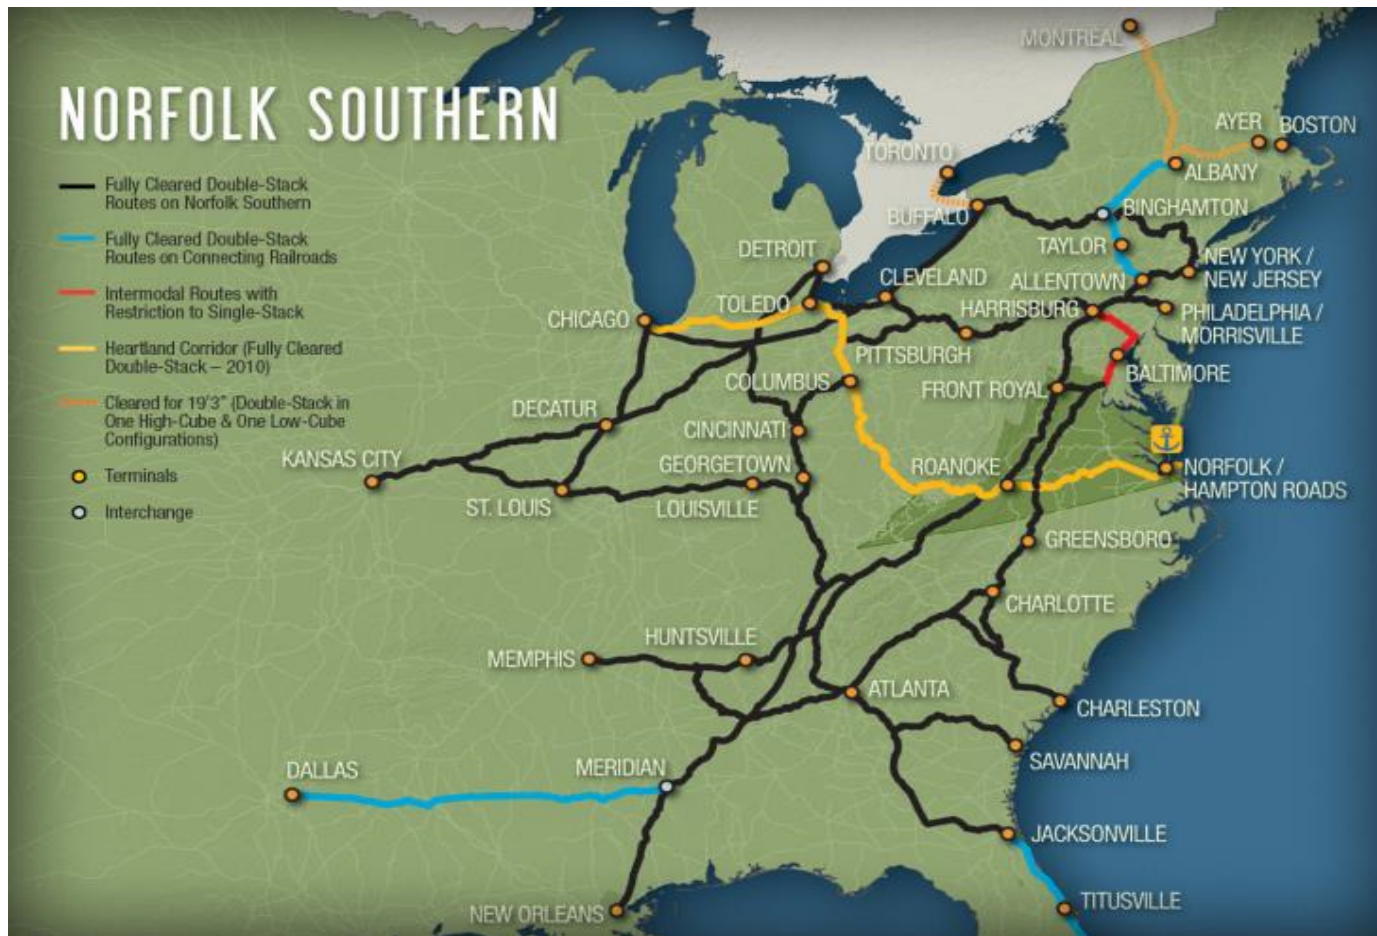 NORFOLK SOUTHERN
Fully Cleared Double-Stack
Routes on Norfolk Southern
Fully Cleared Double-Stack
Routes on Connecting Railroads
Intermodal Routes with
Restriction to Single-Stack
Heartland Corridor (Fully Cleared
Double-Stack – 2010)
Cleared for 19'3" (Double-Stack in
One High-Cube & One Low-Cube
Configurations)
Terminals
Interchange
MONTREAL
AYER
BOSTON
TORONTO
ALBANY
BUFFALO
BINGHAMTON
DETROIT
TAYLOR
NEW YORK /
NEW JERSEY
CLEVELAND
ALLENTOWN
TOLEDO
HARRISBURG
CHICAGO
PHILADELPHIA /
MORRISVILLE
PITTSBURGH
COLUMBUS
FRONT ROYAL
BALTIMORE
DECATUR
CINCINNATI
KANSAS CITY
GEORGETOWN
ROANOKE
NORFOLK /
HAMPTON ROADS
ST. LOUIS
LOUISVILLE
GREENSBORO
CHARLOTTE
HUNTSVILLE
MEMPHIS
ATLANTA
CHARLESTON
SAVANNAH
DALLAS
MERIDIAN
JACKSONVILLE
TITUSVILLE
NEW ORLEANS